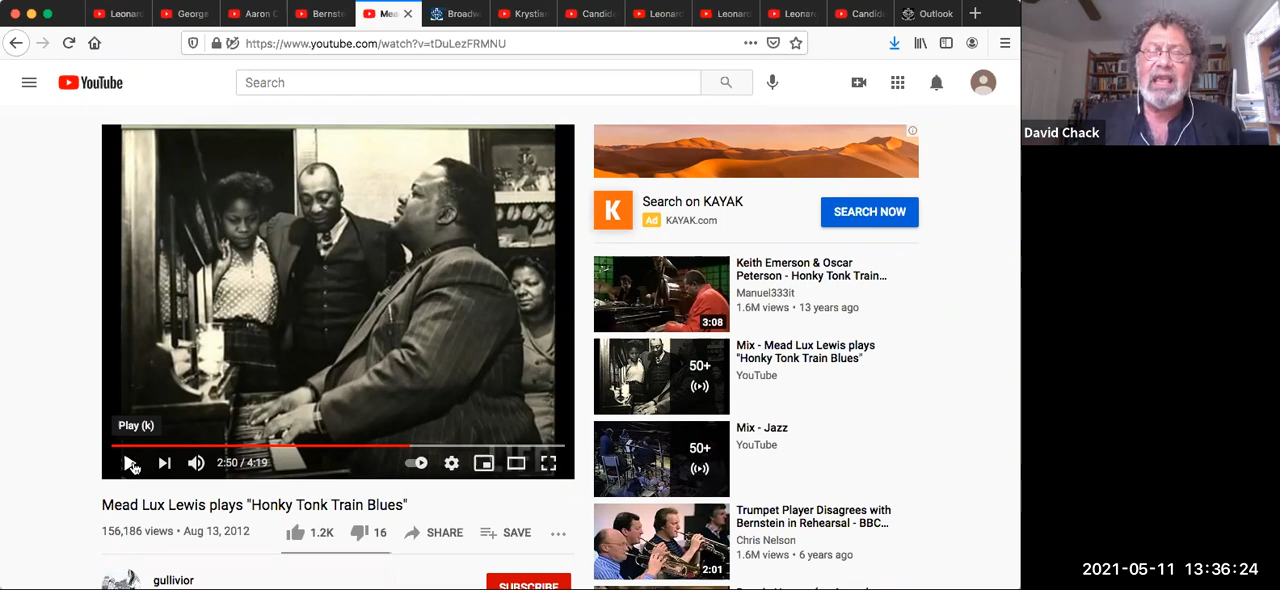 Leonard
George
Aaron C
Bernste
Mea
Broadw
Krystia
Candid
Leonar
Leonar
Leonar
Candid
Outlook
https://www.youtube.com/watch?v=tDuLezFRMNU
YouTube
Search
David Chack
Search on KAYAK
Ad KAYAK.com
SEARCH NOW
Keith Emerson & Oscar
Peterson - Honky Tonk Train...
Manuel333it
1.6M views • 13 years ago
3:08
Mix - Mead Lux Lewis plays
"Honky Tonk Train Blues"
YouTube
50+
Mix - Jazz
YouTube
50+
Trumpet Player Disagrees with
Bernstein in Rehearsal - BBC...
Chris Nelson
1.6M views • 6 years ago
2:01
Play (k)
LIFE
2:50 / 4:19
Mead Lux Lewis plays "Honky Tonk Train Blues"
156,186 views • Aug 13, 2012
1.2K
16
SHARE
SAVE
gullivior
SUBSCRIBE
2021-05-11 13:36:24